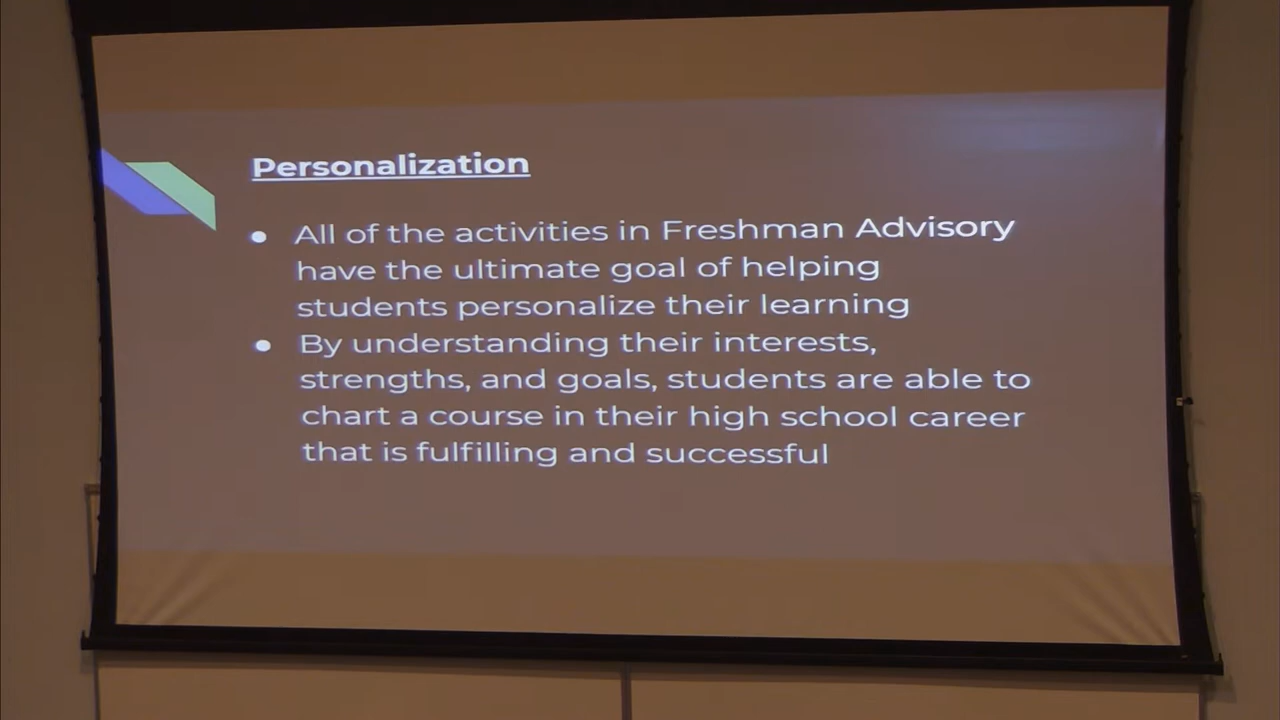 Personalization
● All of the activities in Freshman Advisory
have the ultimate goal of helping
students personalize their learning
● By understanding their interests,
strengths, and goals, students are able to
chart a course in their high school career
that is fulfilling and successful